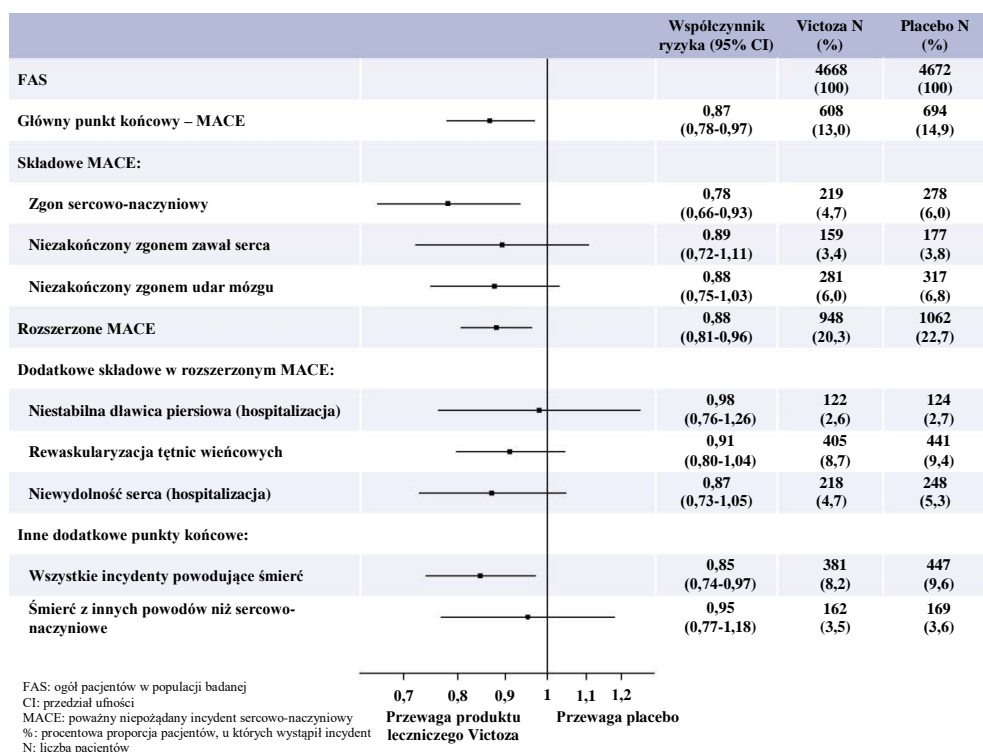 Współczynnik ryzyka (95% CI) Victoza N (%) Placebo N (%)
FAS 4668 (100) 4672 (100)
Główny punkt końcowy – MACE 0,87 (0,78-0,97) 608 (13,0) 694 (14,9)
Składowe MACE:
Zgon sercowo-naczyniowy 0,78 (0,66-0,93) 219 (4,7) 278 (6,0)
Niezakończony zgonem zawał serca 0.89 (0,72-1,11) 159 (3,4) 177 (3,8)
Niezakończony zgonem udar mózgu 0,88 (0,75-1,03) 281 (6,0) 317 (6,8)
Rozszerzone MACE 0,88 (0,81-0,96) 948 (20,3) 1062 (22,7)
Dodatkowe składowe w rozszerzonym MACE:
Niestabilna dławica piersiowa (hospitalizacja) 0,98 (0,76-1,26) 122 (2,6) 124 (2,7)
Rewaskularyzacja tętnic wieńcowych 0,91 (0,80-1,04) 405 (8,7) 441 (9,4)
Niewydolność serca (hospitalizacja) 0,87 (0,73-1,05) 218 (4,7) 248 (5,3)
Inne dodatkowe punkty końcowe:
Wszystkie incydenty powodujące śmierć 0,85 (0,74-0,97) 381 (8,2) 447 (9,6)
Śmierć z innych powodów niż sercowo-naczyniowe 0,95 (0,77-1,18) 162 (3,5) 169 (3,6)
0,7 0,8 0,9 1 1,1 1,2
Przewaga produktu leczniczego Victoza Przewaga placebo
FAS: ogół pacjentów w populacji badanej
CI: przedział ufności
MACE: poważny niepożądany incydent sercowo-naczyniowy
%: procentowa proporcja pacjentów, u których wystąpił incydent
N: liczba pacjentów